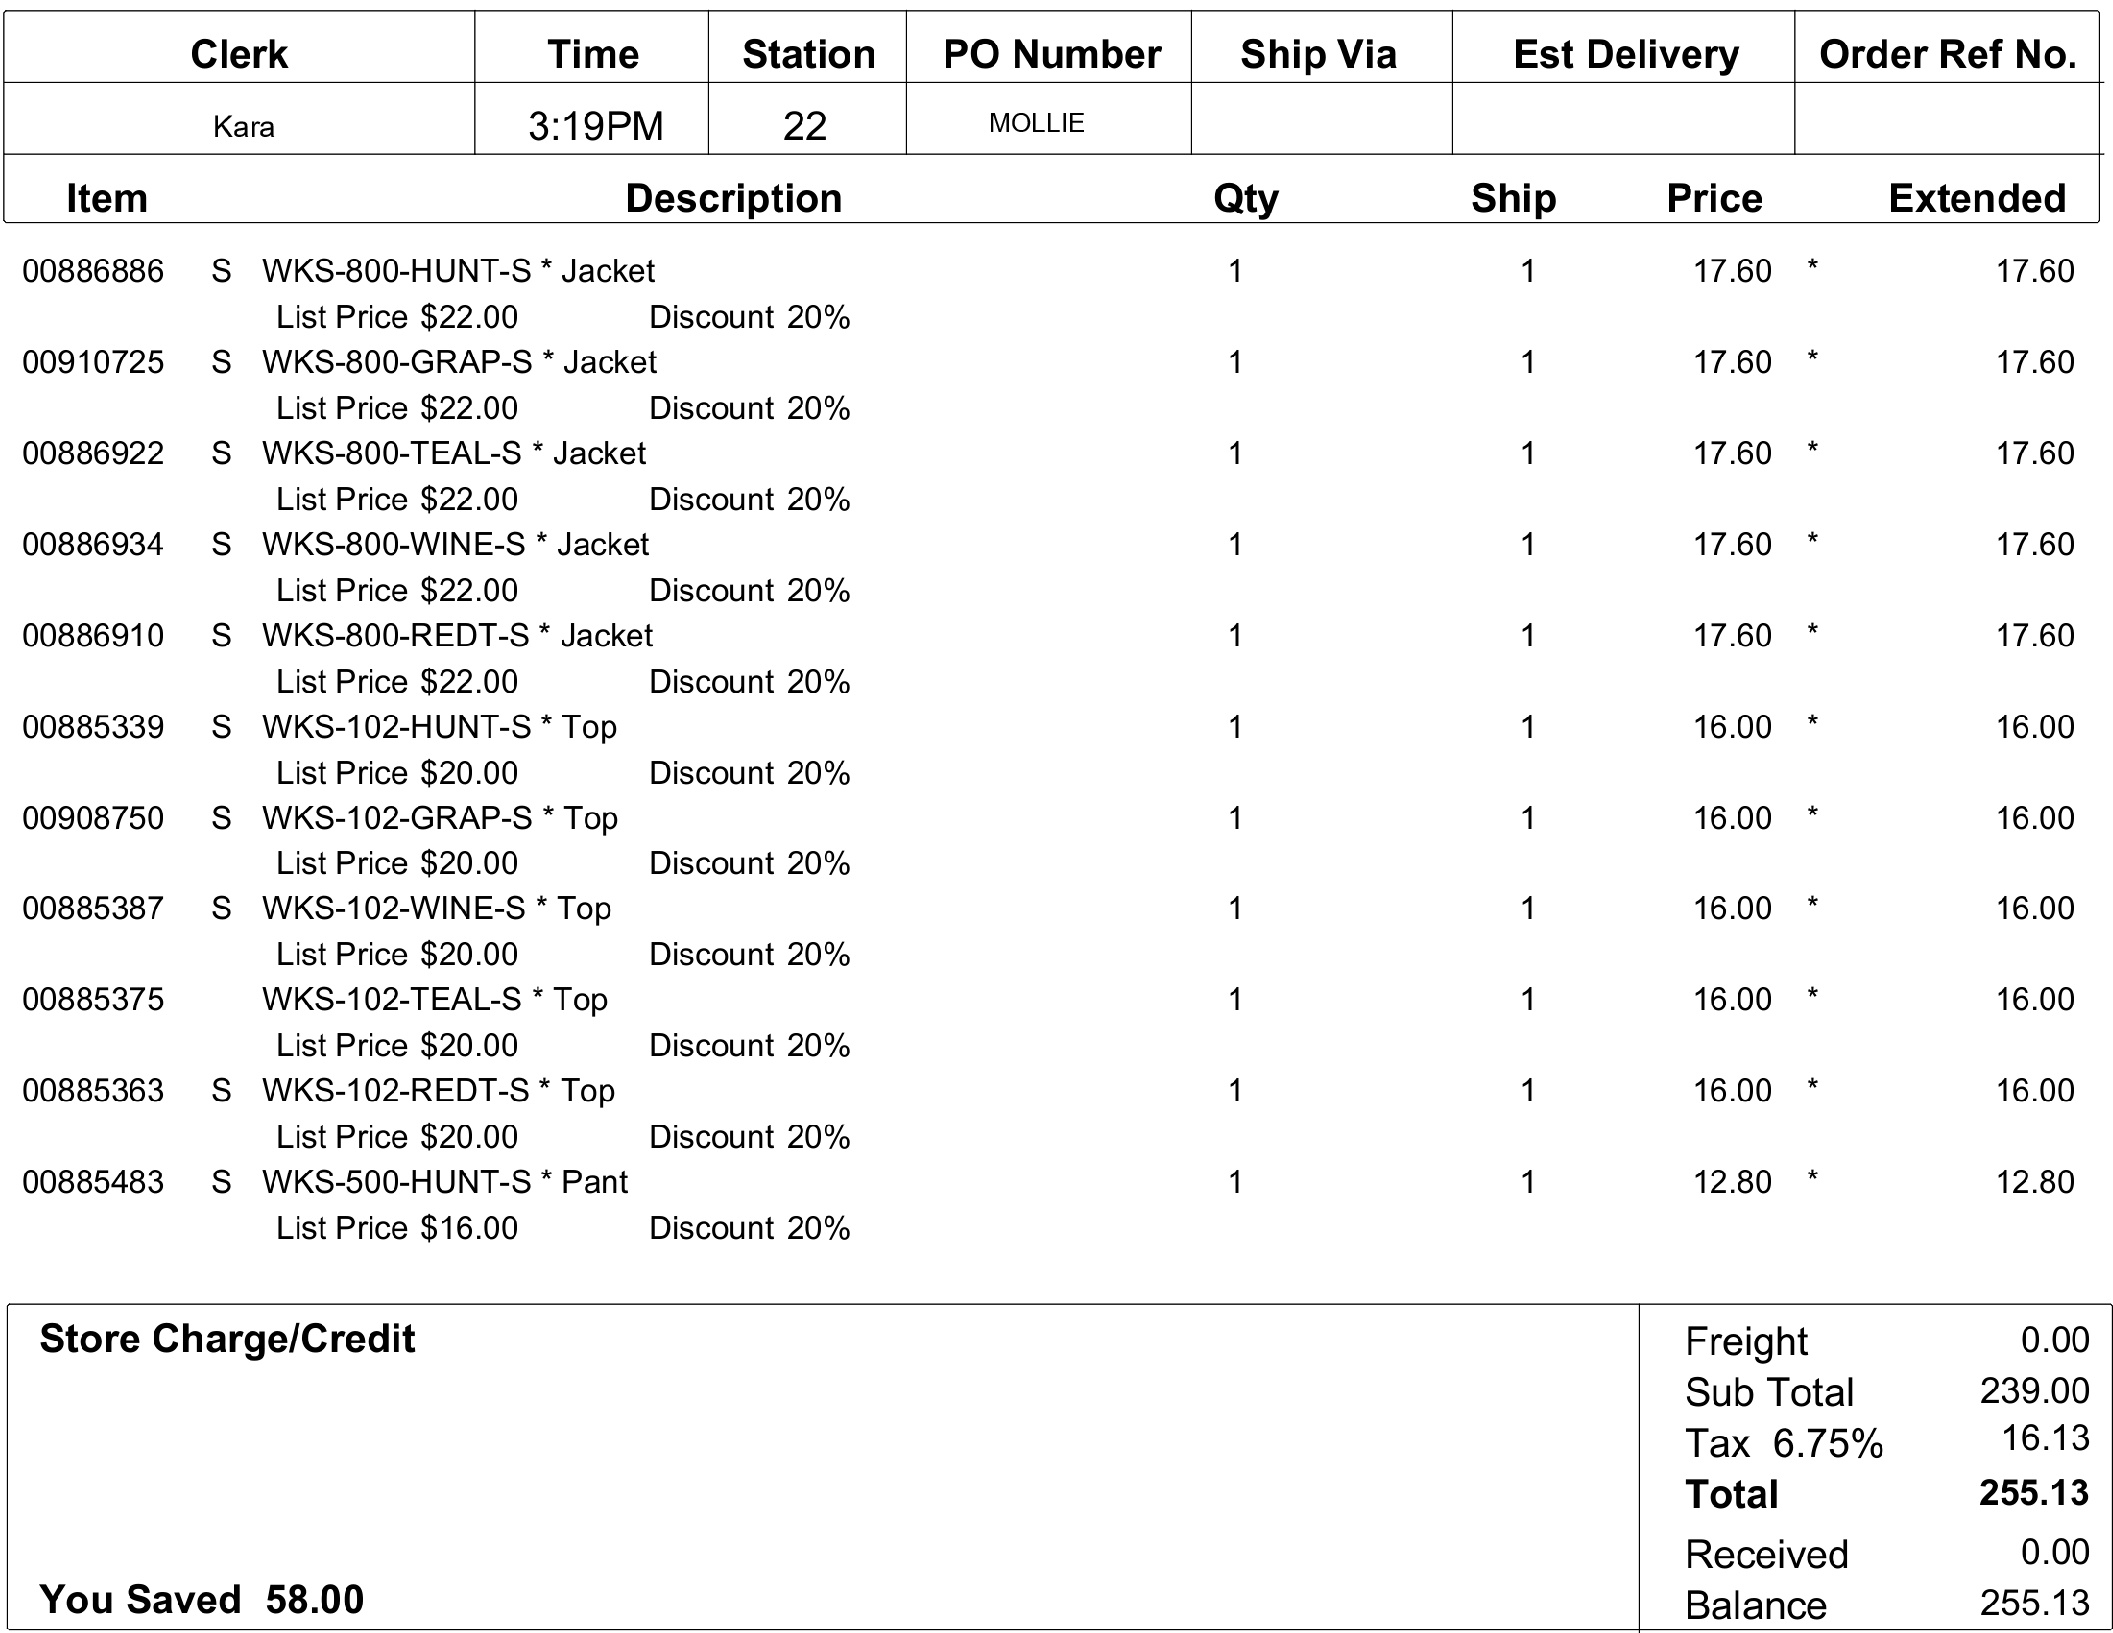 Clerk Time Station PO Number Ship Via Est Delivery Order Ref No.
Kara 3:19PM 22 MOLLIE
Item Description Qty Ship Price Extended
00886886 S WKS-800-HUNT-S * Jacket 1 1 17.60 * 17.60
List Price $22.00 Discount 20%
00910725 S WKS-800-GRAP-S * Jacket 1 1 17.60 * 17.60
List Price $22.00 Discount 20%
00886922 S WKS-800-TEAL-S * Jacket 1 1 17.60 * 17.60
List Price $22.00 Discount 20%
00886934 S WKS-800-WINE-S * Jacket 1 1 17.60 * 17.60
List Price $22.00 Discount 20%
00886910 S WKS-800-REDT-S * Jacket 1 1 17.60 * 17.60
List Price $22.00 Discount 20%
00885339 S WKS-102-HUNT-S * Top 1 1 16.00 * 16.00
List Price $20.00 Discount 20%
00908750 S WKS-102-GRAP-S * Top 1 1 16.00 * 16.00
List Price $20.00 Discount 20%
00885387 S WKS-102-WINE-S * Top 1 1 16.00 * 16.00
List Price $20.00 Discount 20%
00885375 WKS-102-TEAL-S * Top 1 1 16.00 * 16.00
List Price $20.00 Discount 20%
00885363 S WKS-102-REDT-S * Top 1 1 16.00 * 16.00
List Price $20.00 Discount 20%
00885483 S WKS-500-HUNT-S * Pant 1 1 12.80 * 12.80
List Price $16.00 Discount 20%
Store Charge/Credit
Freight 0.00
Sub Total 239.00
Tax 6.75% 16.13
Total 255.13
Received 0.00
You Saved 58.00
Balance 255.13